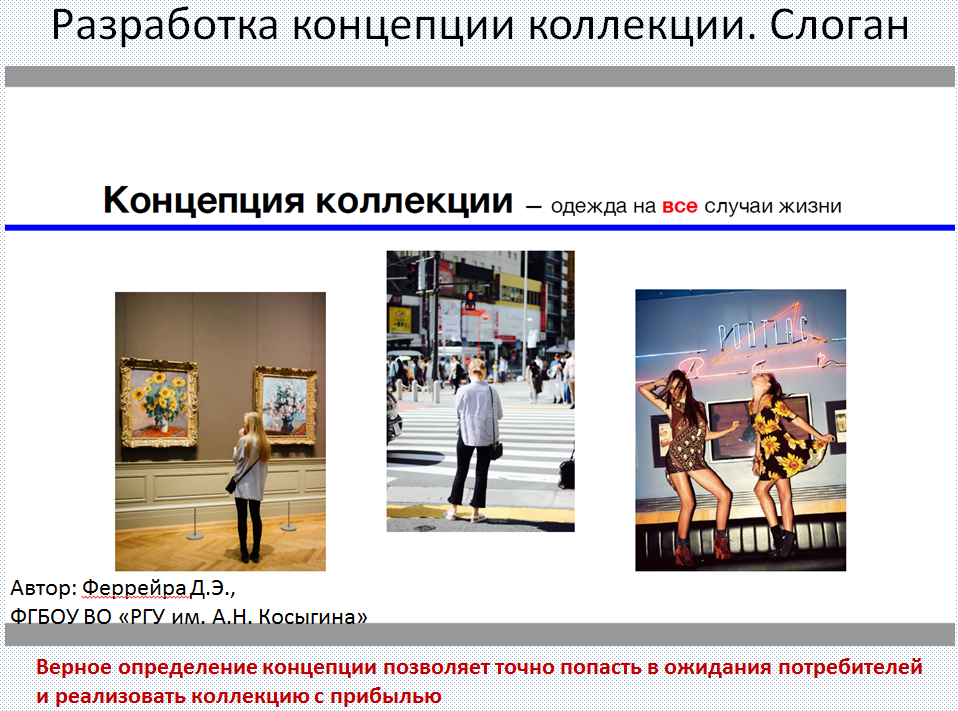 Разработка концепции коллекции. Слоган
Концепция коллекции — одежда на все случаи жизни
PONTIAC
Автор: Феррейра Д.Э.,
ФГБОУ ВО «РГУ им. А.Н. Косыгина»
Верное определение концепции позволяет точно попасть в ожидания потребителей
и реализовать коллекцию с прибылью